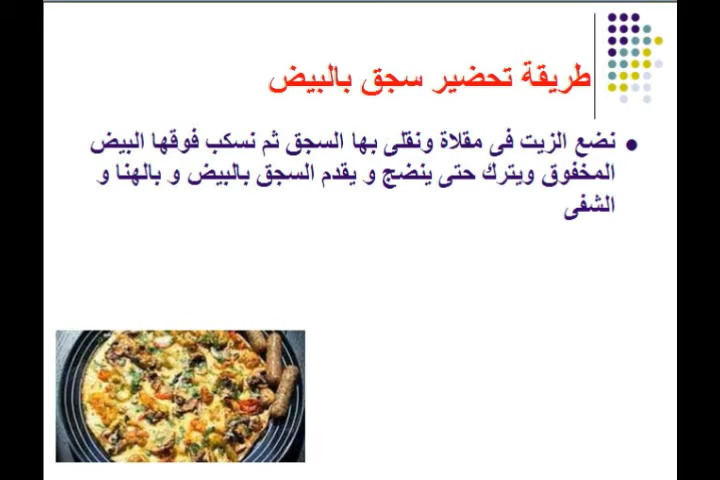 طريقة تحضير سجق بالبيض
• نضع الزيت فى مقلاة ونقلى بها السجق ثم نسكب فوقها البيض
المخفوق ويترك حتى ينضج و يقدم السجق بالبيض و بالهنا و
الشفى